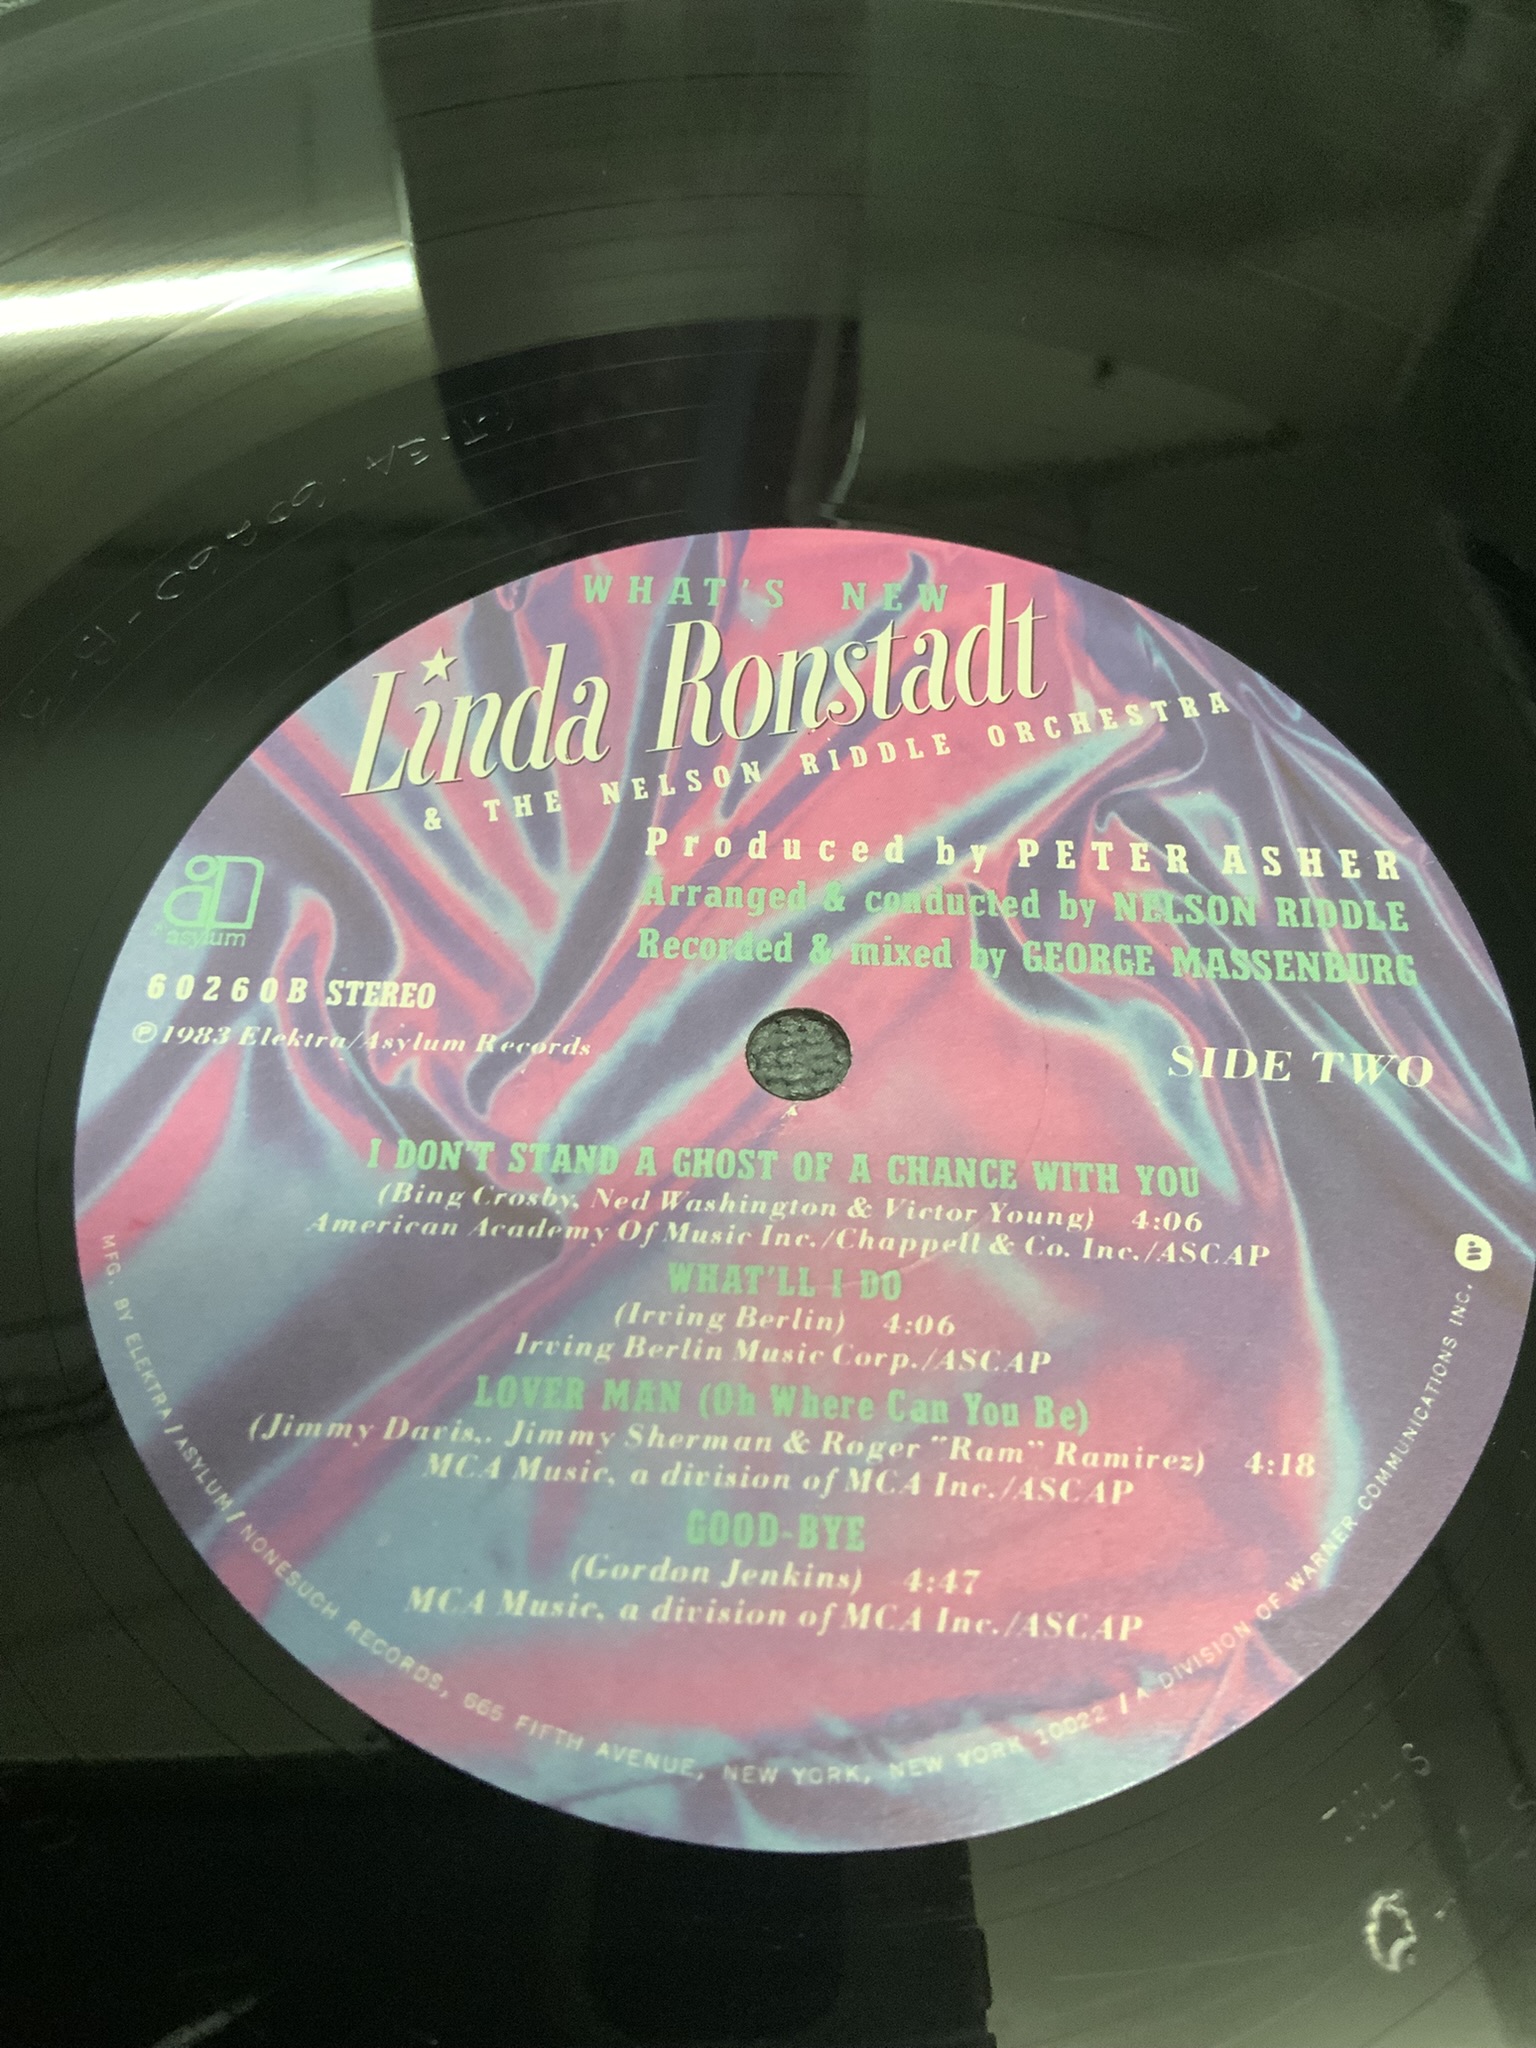 WHAT'S NEW
Linda Ronstadt
& THE NELSON RIDDLE ORCHESTRA
Produced by PETER ASHER
Arranged & conducted by NELSON RIDDLE
Recorded & mixed by GEORGE MASSENBURG
asylum
60260B STEREO
℗ 1983 Elektra/Asylum Records
SIDE TWO
I DON'T STAND A GHOST OF A CHANCE WITH YOU
(Bing Crosby, Ned Washington & Victor Young) 4:06
American Academy Of Music Inc./Chappell & Co. Inc./ASCAP
WHAT'LL I DO
(Irving Berlin) 4:06
Irving Berlin Music Corp./ASCAP
LOVER MAN (Oh Where Can You Be)
(Jimmy Davis,. Jimmy Sherman & Roger "Ram" Ramirez) 4:18
MCA Music, a division of MCA Inc./ASCAP
GOOD-BYE
(Gordon Jenkins) 4:47
MCA Music, a division of MCA Inc./ASCAP
MFG. BY ELEKTRA/ASYLUM/NONESUCH RECORDS, 665 FIFTH AVENUE, NEW YORK, NEW YORK 10022 / A DIVISION OF WARNER COMMUNICATIONS INC.